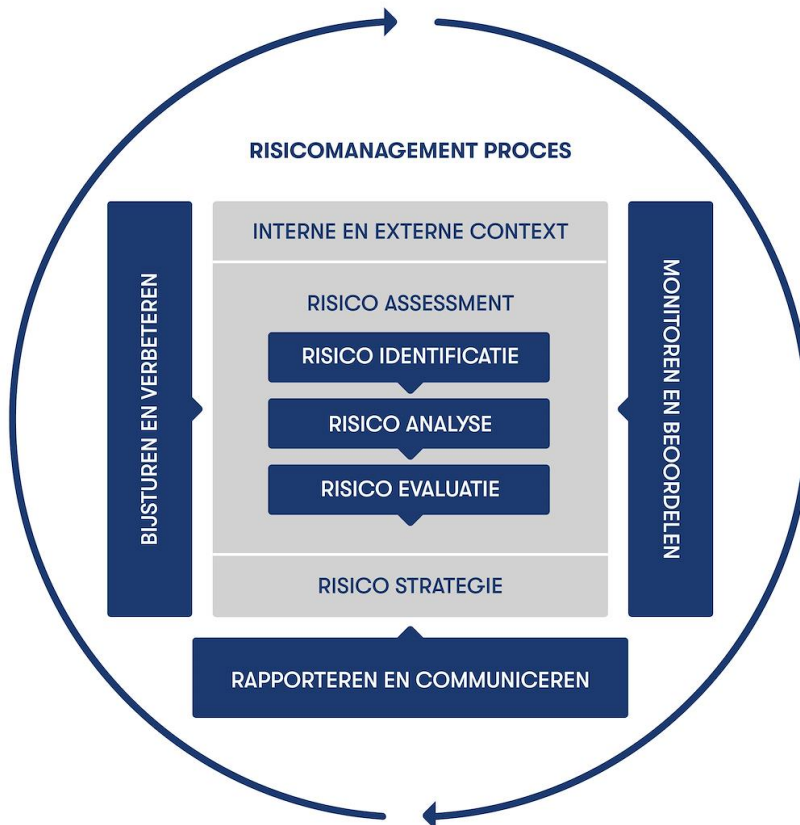 RISICOMANAGEMENT PROCES
INTERNE EN EXTERNE CONTEXT
RISICO ASSESSMENT
RISICO IDENTIFICATIE
RISICO ANALYSE
RISICO EVALUATIE
RISICO STRATEGIE
BIJSTUREN EN VERBETEREN
MONITOREN EN BEOORDELEN
RAPPORTEREN EN COMMUNICEREN